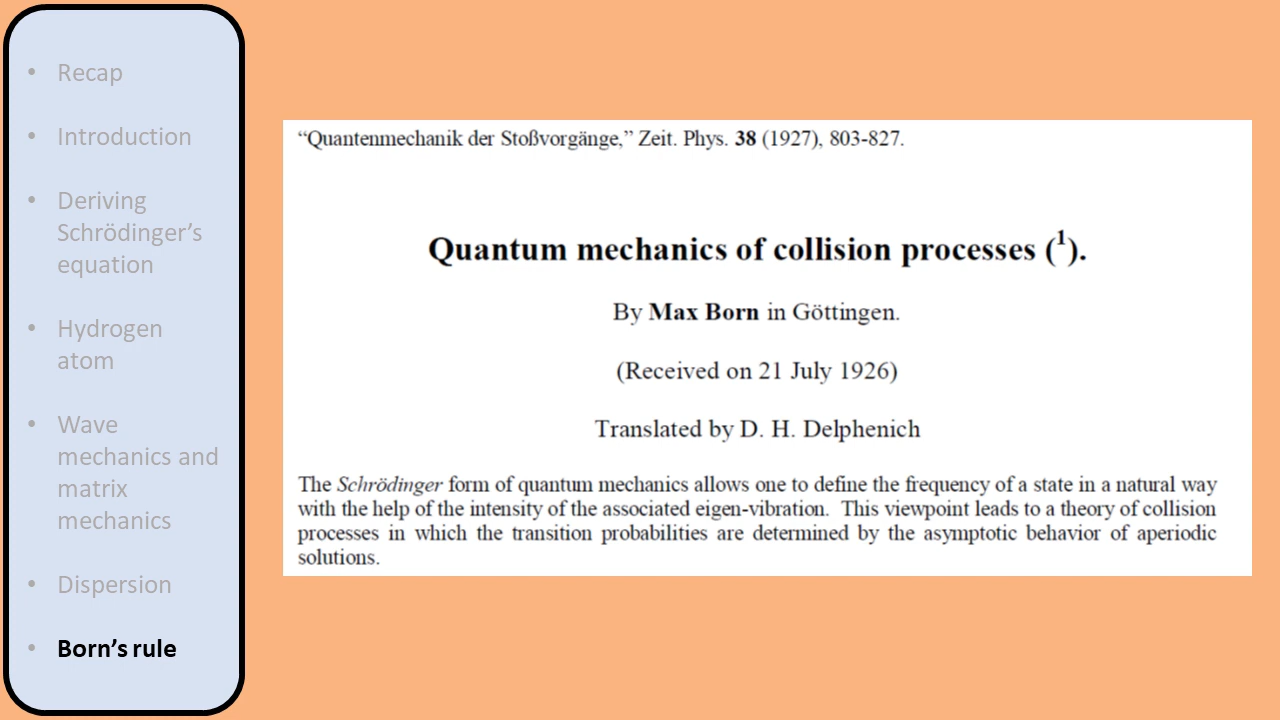 • Recap
• Introduction
• Deriving
Schrödinger’s
equation
• Hydrogen
atom
• Wave
mechanics and
matrix
mechanics
• Dispersion
• Born’s rule
“Quantenmechanik der Stoßvorgänge,” Zeit. Phys. 38 (1927), 803-827.
Quantum mechanics of collision processes (¹).
By Max Born in Göttingen.
(Received on 21 July 1926)
Translated by D. H. Delphenich
The Schrödinger form of quantum mechanics allows one to define the frequency of a state in a natural way
with the help of the intensity of the associated eigen-vibration. This viewpoint leads to a theory of collision
processes in which the transition probabilities are determined by the asymptotic behavior of aperiodic
solutions.